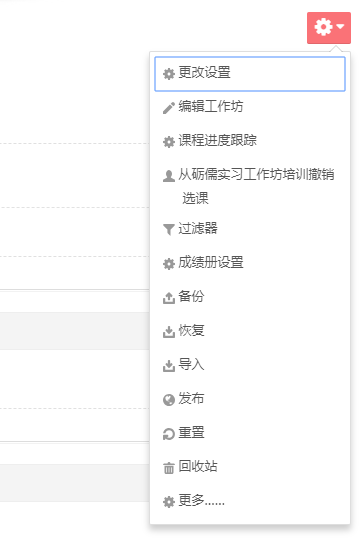 更改设置
编辑工作坊
课程进度跟踪
从砺儒实习工作坊培训撤销
选课
过滤器
成绩册设置
备份
恢复
导入
发布
重置
回收站
更多......